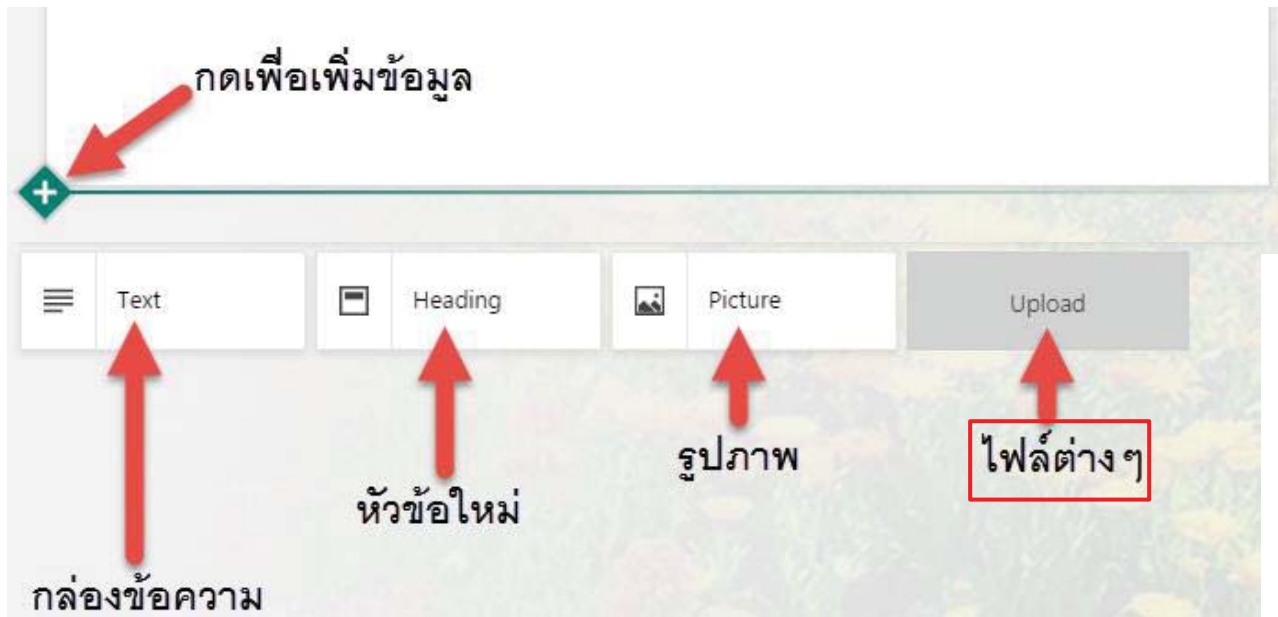 กดเพื่อเพิ่มข้อมูล
Text
Heading
Picture
Upload
รูปภาพ
ไฟล์ต่าง ๆ
หัวข้อใหม่
กล่องข้อความ